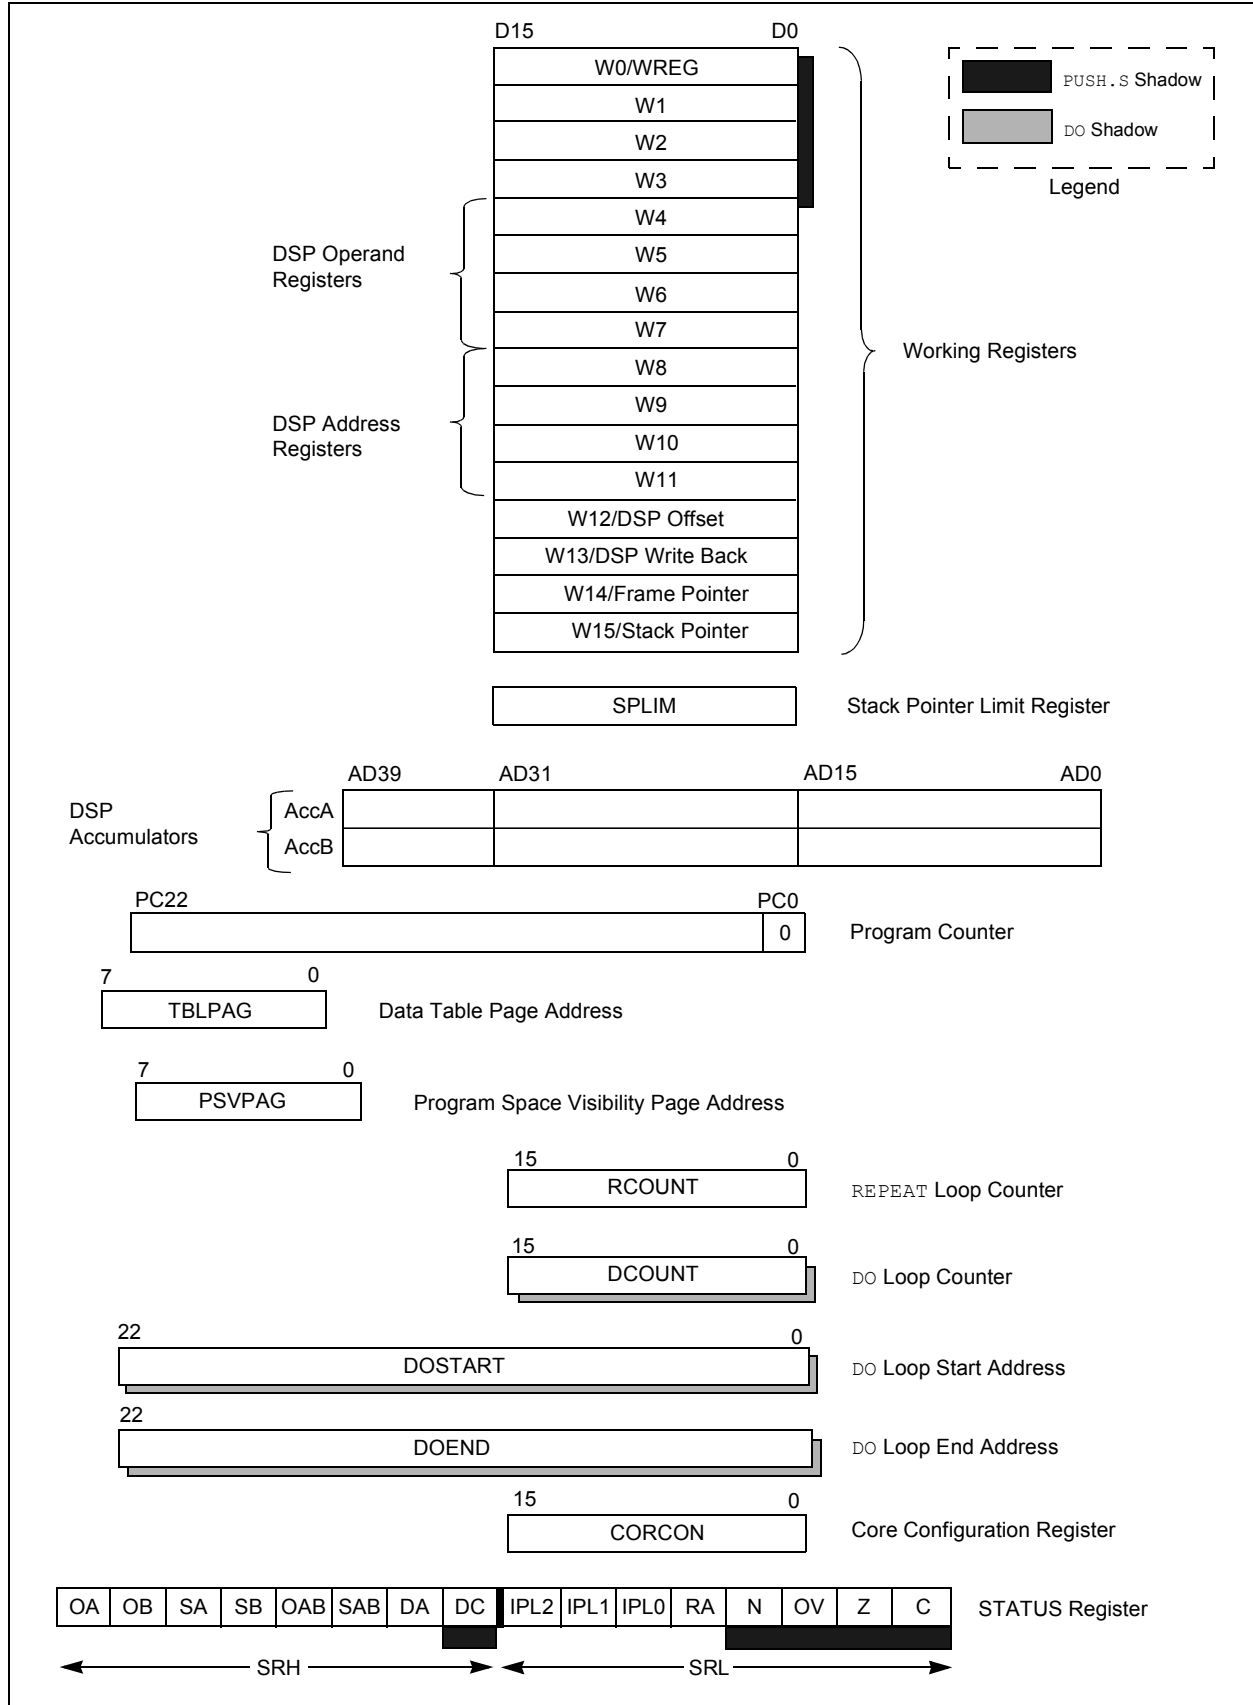 D15 D0
W0/WREG
W1
W2
W3
W4
W5
W6
W7
W8
W9
W10
W11
W12/DSP Offset
W13/DSP Write Back
W14/Frame Pointer
W15/Stack Pointer
PUSH.S Shadow
DO Shadow
Legend
DSP Operand
Registers
DSP Address
Registers
Working Registers
SPLIM Stack Pointer Limit Register
AD39 AD31 AD15 AD0
DSP
Accumulators
AccA
AccB
PC22 PC0
0 Program Counter
7 0
TBLPAG Data Table Page Address
7 0
PSVPAG Program Space Visibility Page Address
15 0
RCOUNT REPEAT Loop Counter
15 0
DCOUNT DO Loop Counter
22 0
DOSTART DO Loop Start Address
22
DOEND DO Loop End Address
15 0
CORCON Core Configuration Register
OA OB SA SB OAB SAB DA DC IPL2 IPL1 IPL0 RA N OV Z C STATUS Register
SRH SRL